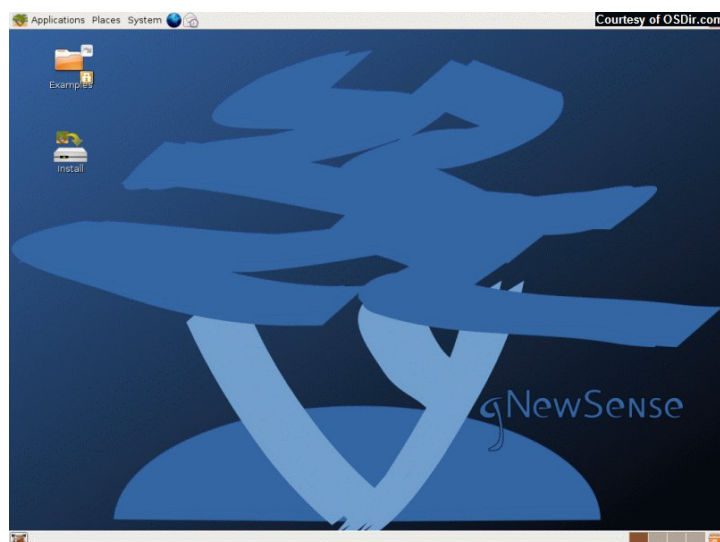 Applications Places System
Courtesy of OSDir.com
Examples
Install
gNewSense